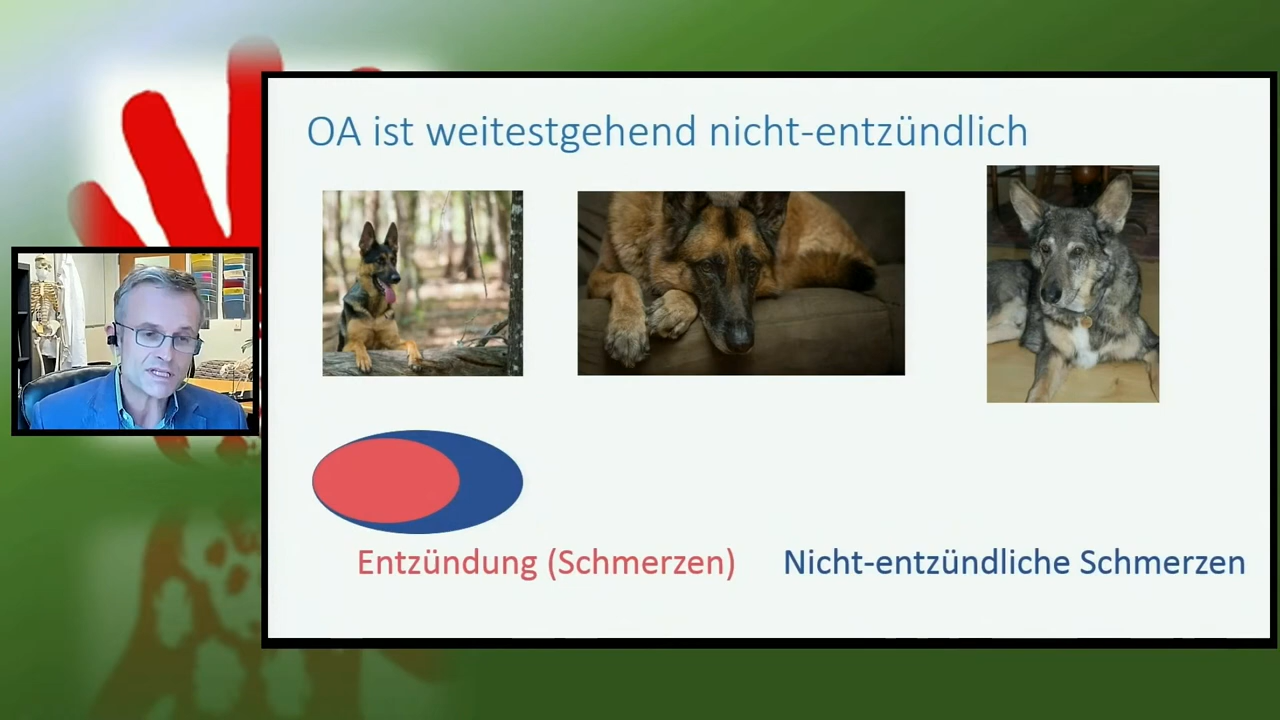 OA ist weitestgehend nicht-entzündlich
Entzündung (Schmerzen)
Nicht-entzündliche Schmerzen